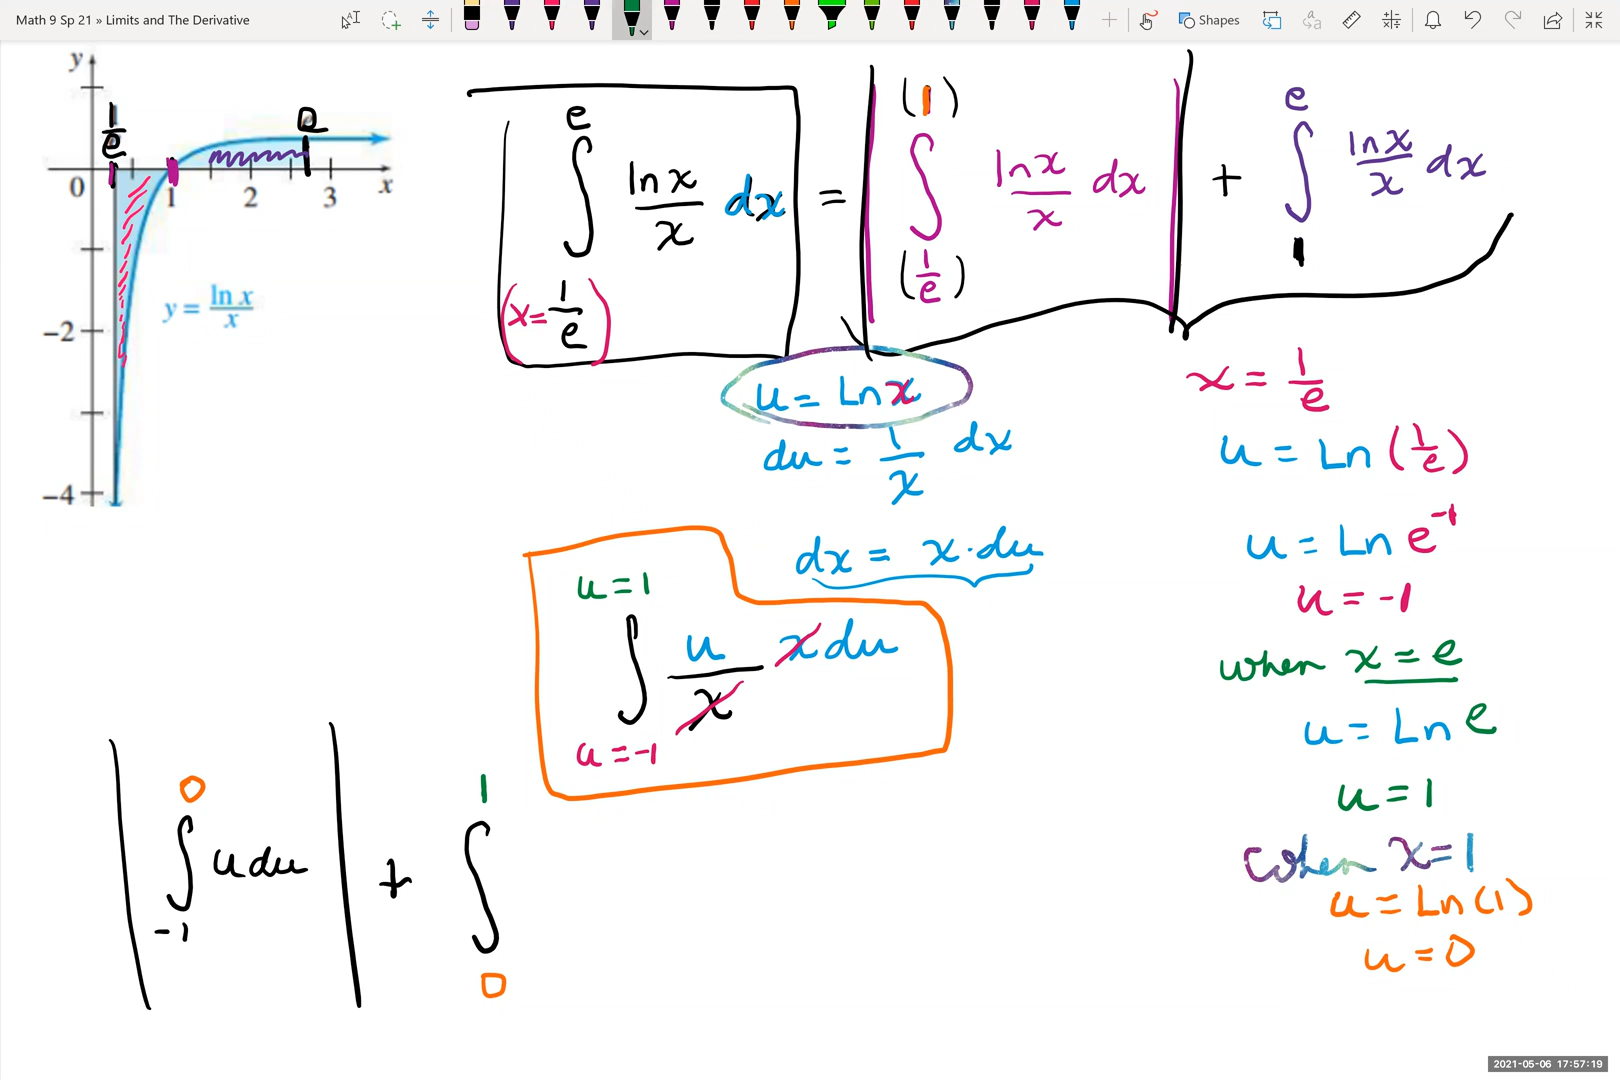 Math 9 Sp 21 » Limits and The Derivative
Shapes
y
1/e
e
0
1
2
3
x
-2
-4
y = ln x / x
∫ e (x = 1/e) ln x / x dx = | ∫ (1) (1/e) ln x / x dx | + ∫ e 1 ln x / x dx
u = Ln x
du = 1/x dx
dx = x · du
u = 1
∫ u / x x du
u = -1
x = 1/e
u = Ln (1/e)
u = Ln e^-1
u = -1
when x = e
u = Ln e
u = 1
when x = 1
u = Ln (1)
u = 0
| ∫ 0 -1 u du | + ∫ 1 0
2021-05-06 17:57:19